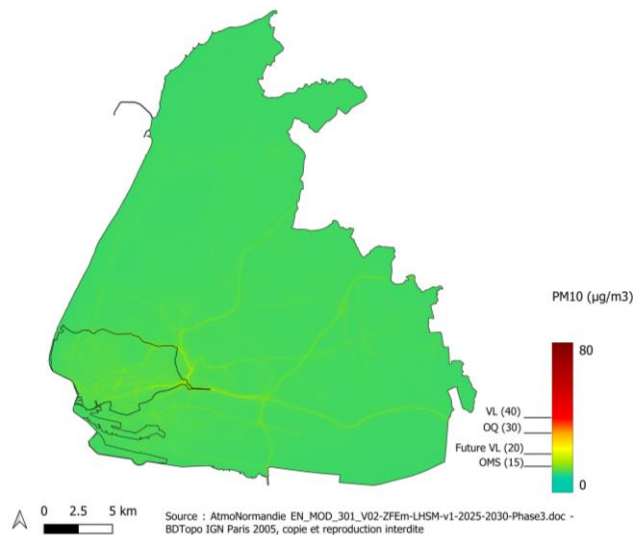 PM10 (µg/m3)
80
VL (40)
OQ (30)
Future VL (20)
OMS (15)
0
0 2.5 5 km
Source : AtmoNormandie EN_MOD_301_V02-ZFEm-LHSM-v1-2025-2030-Phase3.doc -
BDTopo IGN Paris 2005, copie et reproduction interdite